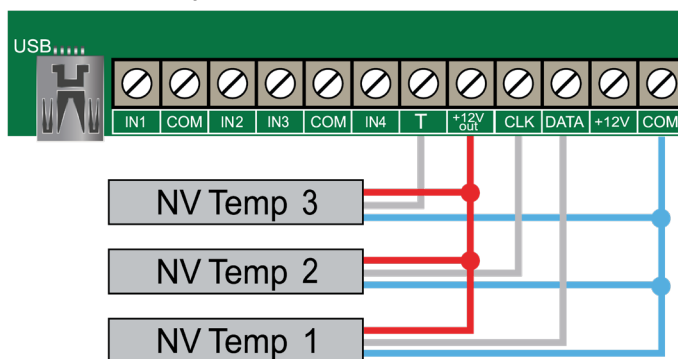 USB
IN1 COM IN2 IN3 COM IN4 T +12V out CLK DATA +12V COM
NV Temp 3
NV Temp 2
NV Temp 1